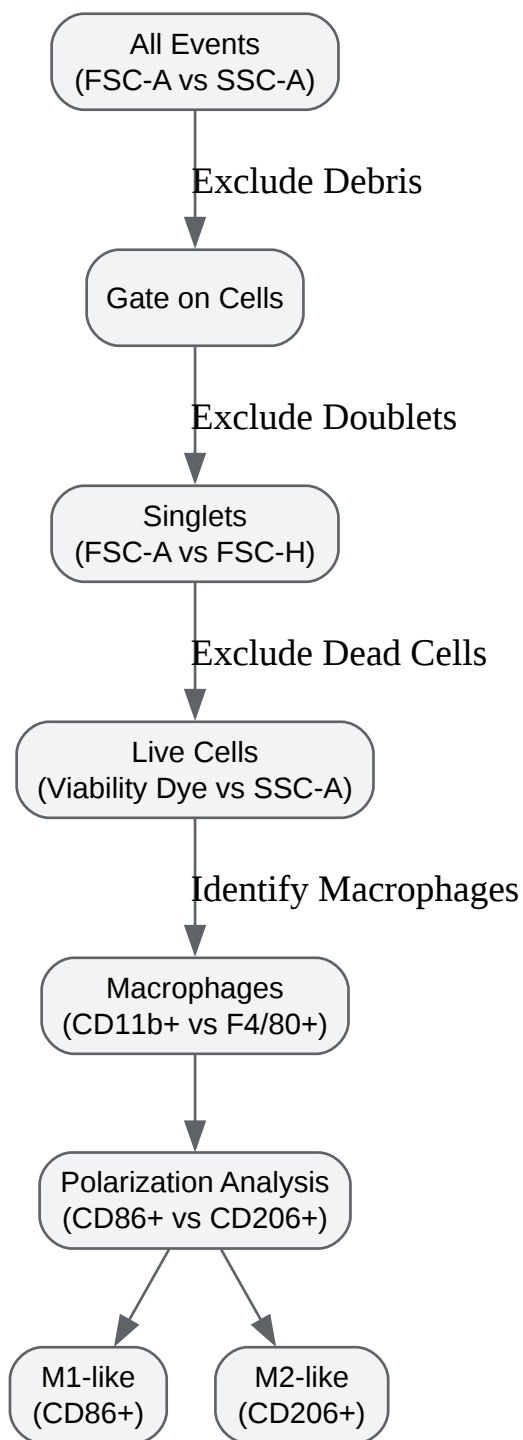 All Events
(FSC-A vs SSC-A)
Exclude Debris
Gate on Cells
Exclude Doublets
Singlets
(FSC-A vs FSC-H)
Exclude Dead Cells
Live Cells
(Viability Dye vs SSC-A)
Identify Macrophages
Macrophages
(CD11b+ vs F4/80+)
Polarization Analysis
(CD86+ vs CD206+)
M1-like
(CD86+)
M2-like
(CD206+)